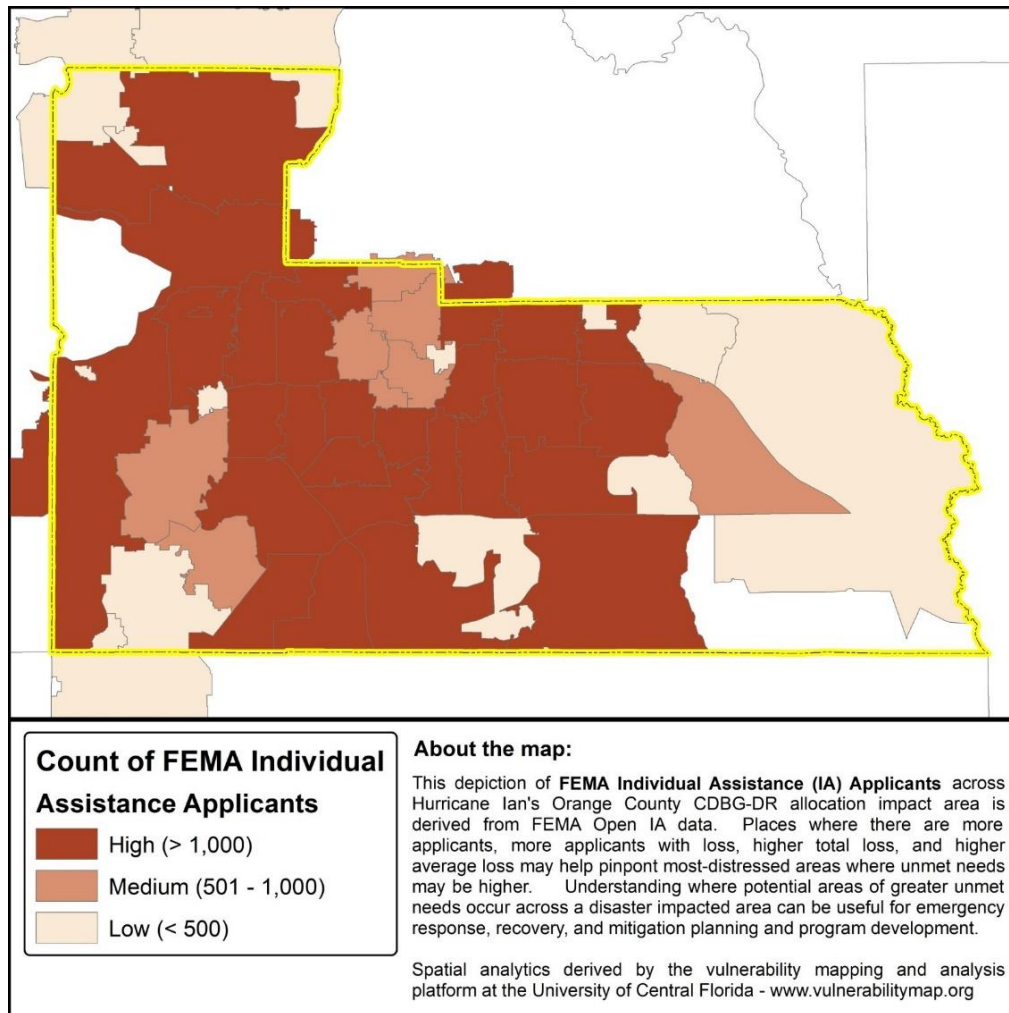 Count of FEMA Individual
Assistance Applicants
High (> 1,000)
Medium (501 - 1,000)
Low (< 500)
About the map:
This depiction of FEMA Individual Assistance (IA) Applicants across
Hurricane Ian's Orange County CDBG-DR allocation impact area is
derived from FEMA Open IA data. Places where there are more
applicants, more applicants with loss, higher total loss, and higher
average loss may help pinpont most-distressed areas where unmet needs
may be higher. Understanding where potential areas of greater unmet
needs occur across a disaster impacted area can be useful for emergency
response, recovery, and mitigation planning and program development.
Spatial analytics derived by the vulnerability mapping and analysis
platform at the University of Central Florida - www.vulnerabilitymap.org